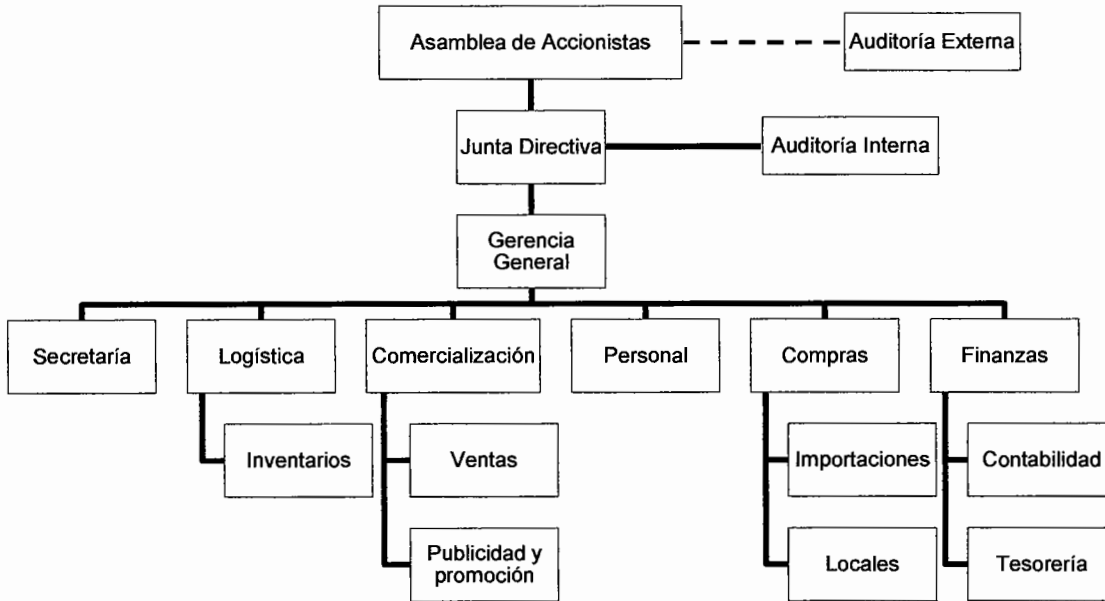 Asamblea de Accionistas
Auditoría Externa
Junta Directiva
Auditoría Interna
Gerencia
General
Secretaría
Logística
Comercialización
Personal
Compras
Finanzas
Inventarios
Ventas
Importaciones
Contabilidad
Publicidad y
promoción
Locales
Tesorería